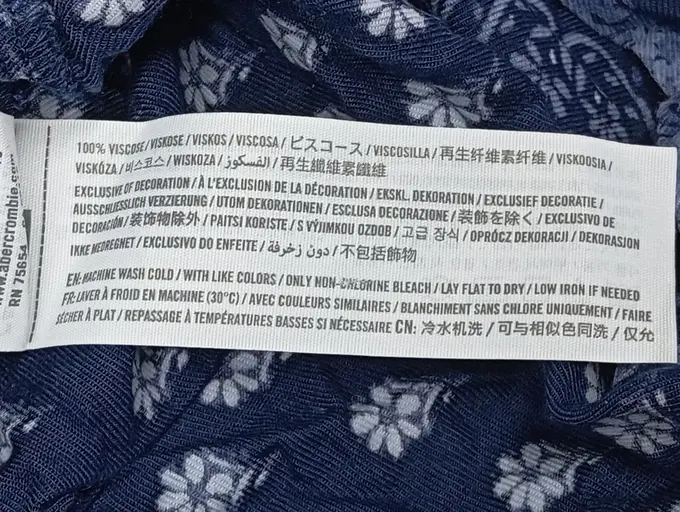 100% VISCOSE / VISKOSE / VISKOS / VISCOSA / ビスコース / VISCOSILLA / 再生纤维素纤维 / VISKOOSIA /
VISKÓZA / 비스코스 / WISKOZA / الفسكوز / 再生纖維素纖維
EXCLUSIVE OF DECORATION / À L'EXCLUSION DE LA DÉCORATION / EKSKL. DEKORATION / EXCLUSIEF DECORATIE /
AUSSCHLIESSLICH VERZIERUNG / UTOM DEKORATIONEN / ESCLUSA DECORAZIONE / 装飾を除く / EXCLUSIVO DE
DECORACIÓN / 装饰物除外 / PAITSI KORISTE / S VÝJIMKOU OZDOB / 고급 장식 / OPRÓCZ DEKORACJI / DEKORASJON
IKKE MEDREGNET / EXCLUSIVO DO ENFEITE / دون زخرفة / 不包括飾物
EN: MACHINE WASH COLD / WITH LIKE COLORS / ONLY NON-CHLORINE BLEACH / LAY FLAT TO DRY / LOW IRON IF NEEDED
FR: LAVER À FROID EN MACHINE (30°C) / AVEC COULEURS SIMILAIRES / BLANCHIMENT SANS CHLORE UNIQUEMENT / FAIRE
SÉCHER À PLAT / REPASSAGE À TEMPÉRATURES BASSES SI NÉCESSAIRE CN: 冷水机洗 / 可与相似色同洗 / 仅允
www.abercrombie.com
RN 75654